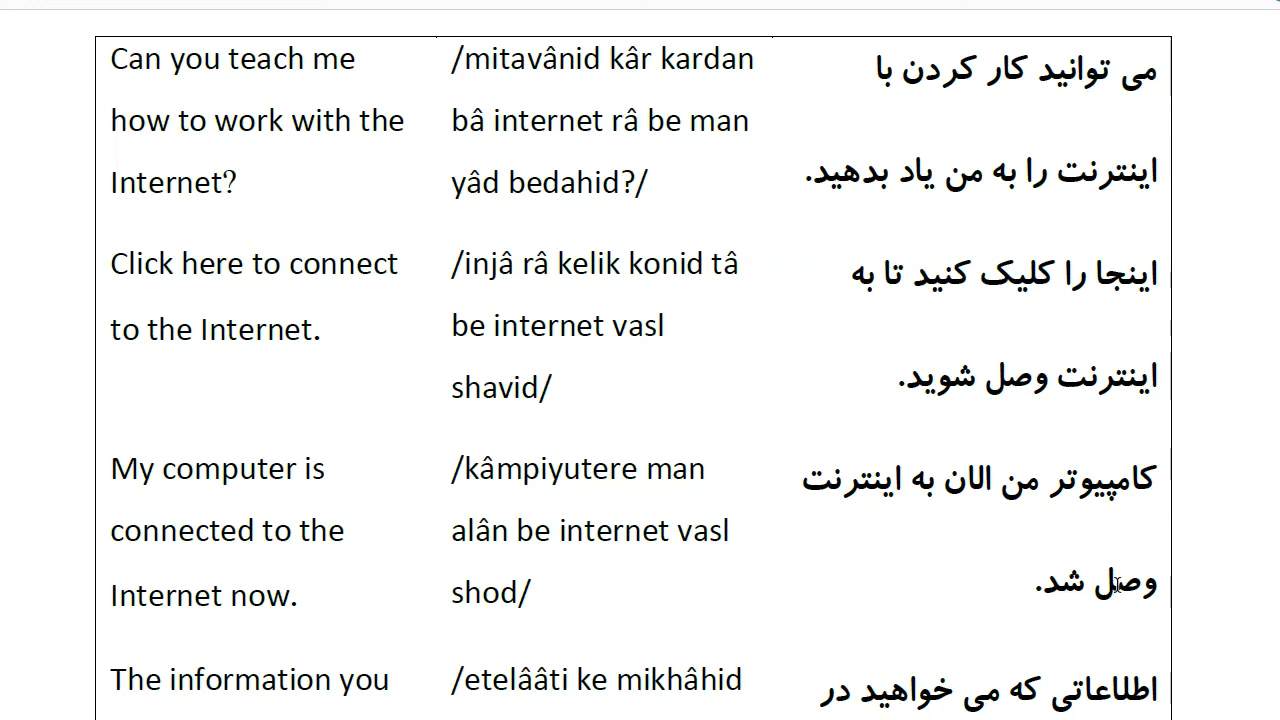 Can you teach me
how to work with the
Internet?
/mitavânid kâr kardan
bâ internet râ be man
yâd bedahid?/
می توانید کار کردن با
اینترنت را به من یاد بدهید.
Click here to connect
to the Internet.
/injâ râ kelik konid tâ
be internet vasl
shavid/
اینجا را کلیک کنید تا به
اینترنت وصل شوید.
My computer is
connected to the
Internet now.
/kâmpiyutere man
alân be internet vasl
shod/
کامپیوتر من الان به اینترنت
وصل شد.
The information you
/etelââti ke mikhâhid
اطلاعاتی که می خواهید در